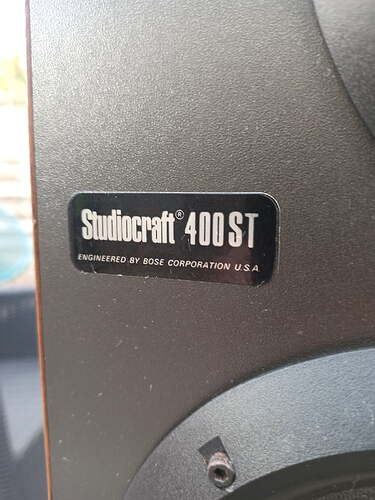 Studiocraft® 400ST
ENGINEERED BY BOSE CORPORATION U.S.A.